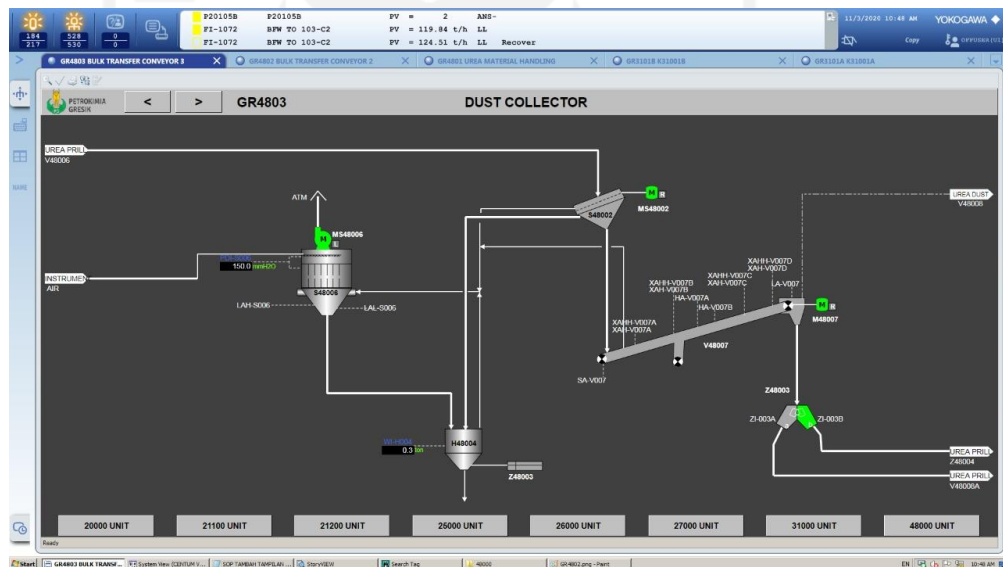 184
217
528
530
0
0
P20105B P20105B PV = 2 ANS-
FI-1072 BFW TO 103-C2 PV = 119.84 t/h LL
FI-1072 BFW TO 103-C2 PV = 124.51 t/h LL Recover
11/3/2020 10:48 AM
YOKOGAWA
Copy
GR4803 BULK TRANSFER CONVEYOR 3
GR4802 BULK TRANSFER CONVEYOR 2
GR4801 UREA MATERIAL HANDLING
GR3101B K31001B
GR3101A K31001A
NAME
PETROKIMIA
GRESIK
< >
GR4803
DUST COLLECTOR
UREA PRILL
V48006
ATM
M MS48006
150.0 mmH2O
INSTRUMEN
AIR
S48006
LAH-S006
LAL-S006
S48002
M R
MS48002
UREA DUST
V48008
XAHH-V007D
XAH-V007D
XAHH-V007C
XAH-V007C
LA-V007
XAHH-V007B
XAH-V007B
HA-V007A
HA-V007B
XAHH-V007A
XAH-V007A
M R
M48007
V48007
SA-V007
Z48003
ZI-003A
ZI-003B
WI-H004
0.3 ton
H48004
Z48003
UREA PRILL
Z48004
UREA PRILL
V48008A
20000 UNIT
21100 UNIT
21200 UNIT
25000 UNIT
26000 UNIT
27000 UNIT
31000 UNIT
48000 UNIT
Ready
Start
GR4803 BULK TRANSF...
System View (CENTUM V...
SOP TAMBAH TAMPILAN ...
StoryVIEW
Search Tag
48000
GR4802.png - Paint
EN
10:48 AM